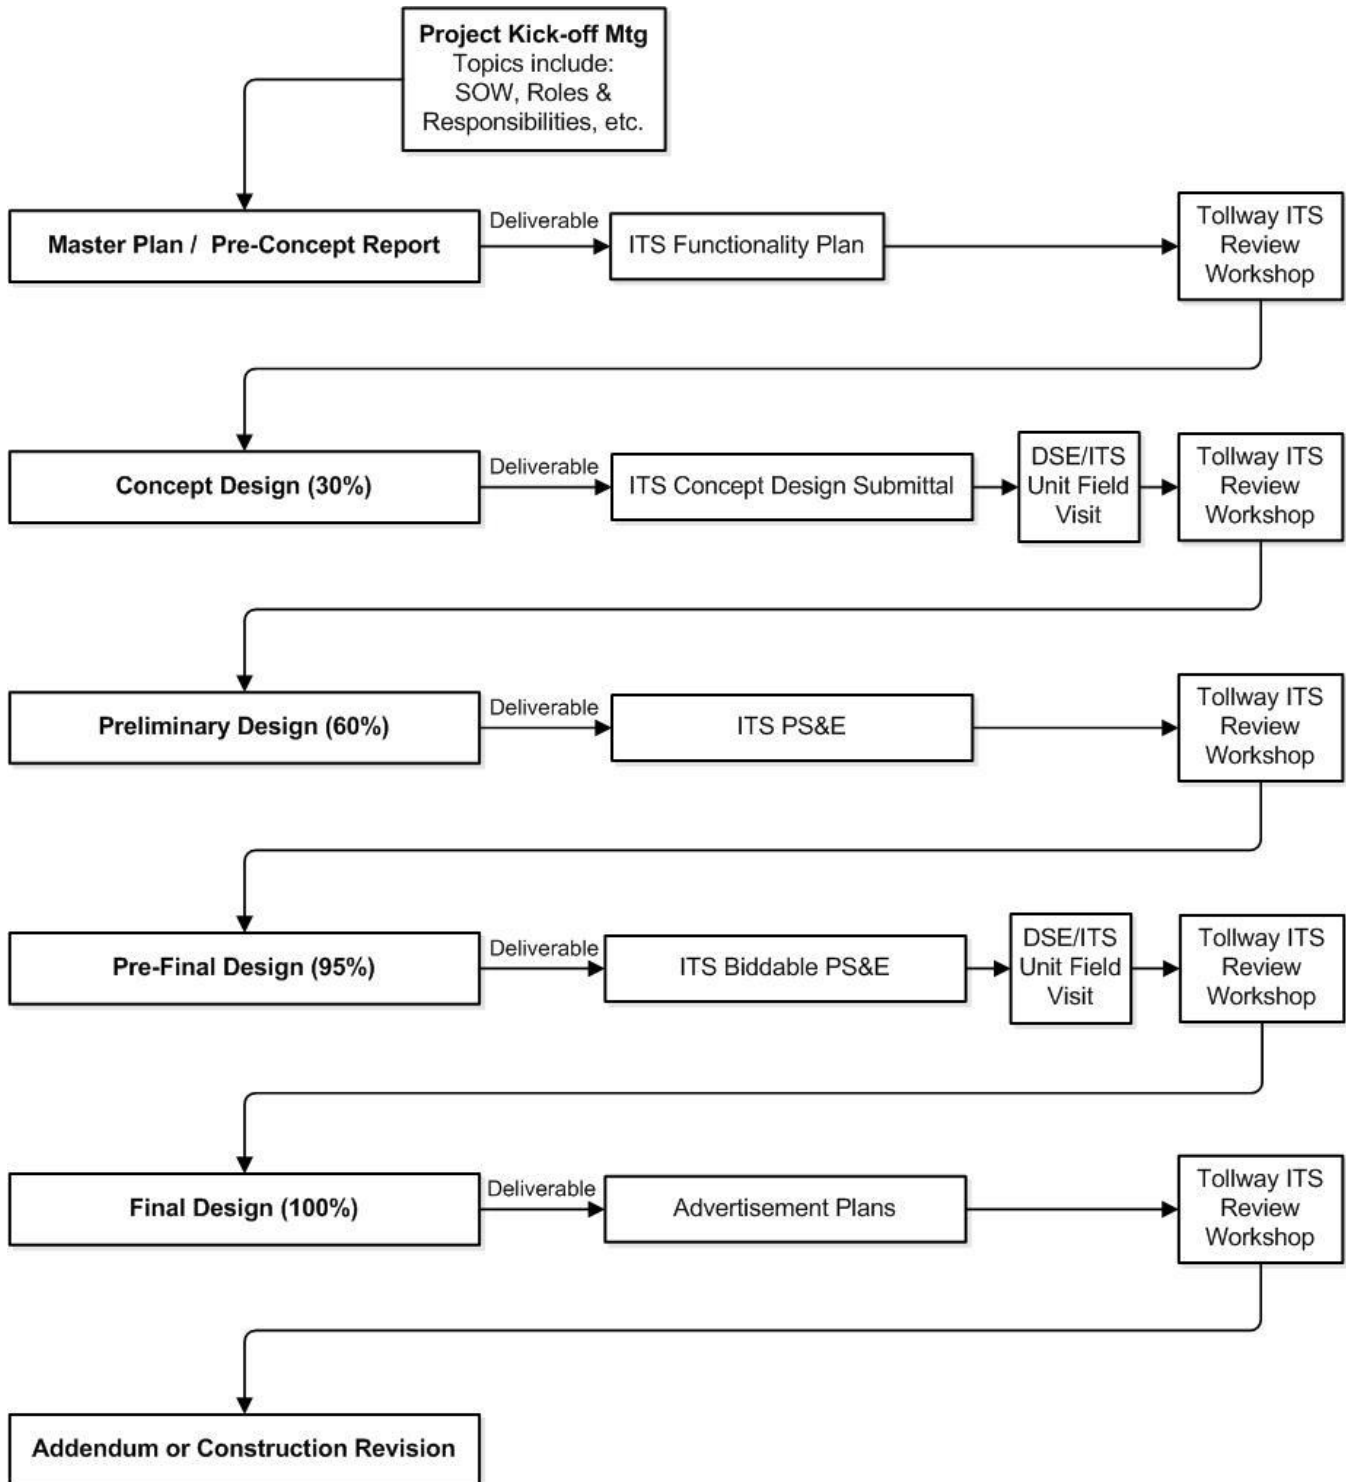 Project Kick-off Mtg
Topics include:
SOW, Roles &
Responsibilities, etc.
Master Plan /  Pre-Concept Report
Deliverable
ITS Functionality Plan
Tollway ITS
Review
Workshop
Concept Design (30%)
Deliverable
ITS Concept Design Submittal
DSE/ITS
Unit Field
Visit
Tollway ITS
Review
Workshop
Preliminary Design (60%)
Deliverable
ITS PS&E
Tollway ITS
Review
Workshop
Pre-Final Design (95%)
Deliverable
ITS Biddable PS&E
DSE/ITS
Unit Field
Visit
Tollway ITS
Review
Workshop
Final Design (100%)
Deliverable
Advertisement Plans
Tollway ITS
Review
Workshop
Addendum or Construction Revision